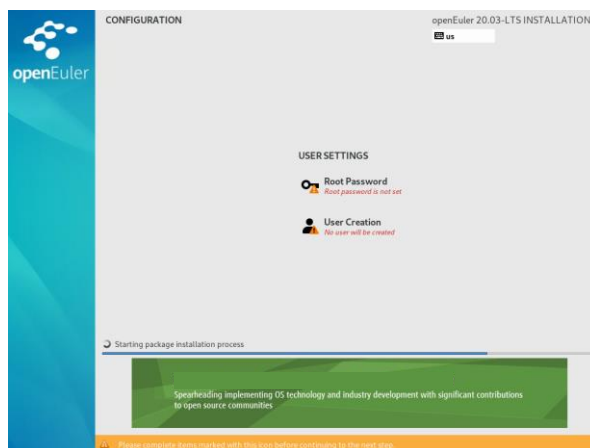 openEuler
CONFIGURATION
openEuler 20.03-LTS INSTALLATION
us
USER SETTINGS
Root Password
Root password is not set
User Creation
No user will be created
Starting package installation process
Spearheading implementing OS technology and industry development with significant contributions
to open source communities
Please complete items marked with this icon before continuing to the next step.